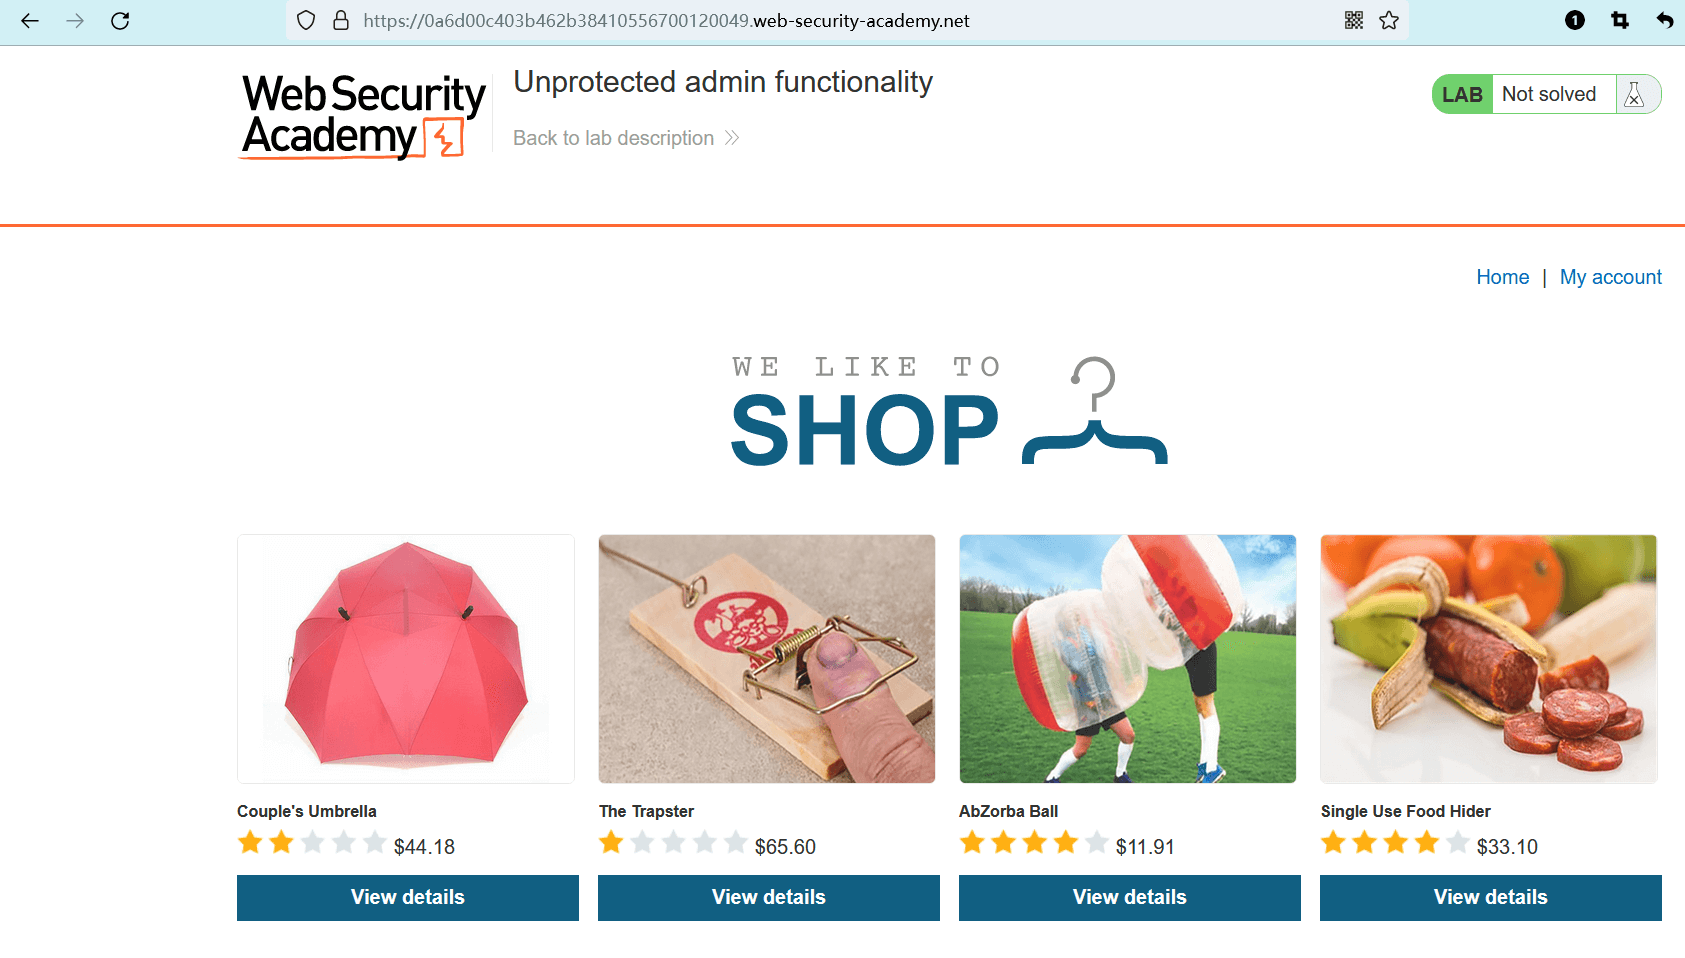 https://0a6d00c403b462b38410556700120049.web-security-academy.net
1
Web Security
Academy
Unprotected admin functionality
Back to lab description
LAB Not solved
Home | My account
WE LIKE TO
SHOP
Couple's Umbrella
$44.18
View details
The Trapster
$65.60
View details
AbZorba Ball
$11.91
View details
Single Use Food Hider
$33.10
View details